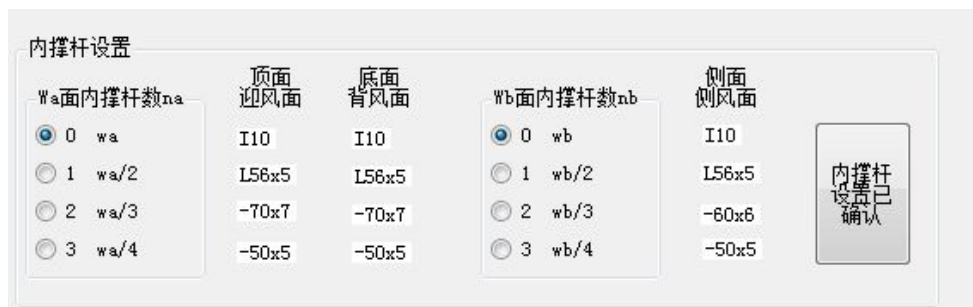 内撑杆设置
Wa面内撑杆数na
顶面
迎风面
底面
背风面
Wb面内撑杆数nb
侧面
侧风面
0 wa I10 I10 0 wb I10
1 wa/2 L56x5 L56x5 1 wb/2 L56x5
2 wa/3 -70x7 -70x7 2 wb/3 -60x6
3 wa/4 -50x5 -50x5 3 wb/4 -50x5
内撑杆
设置已
确认